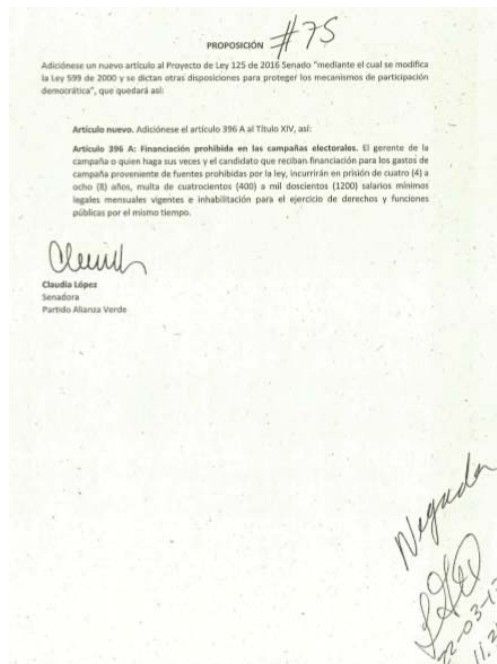 PROPOSICIÓN #75
Adiciónese un nuevo artículo al Proyecto de Ley 125 de 2016 Senado "mediante el cual se modifica
la Ley 599 de 2000 y se dictan otras disposiciones para proteger los mecanismos de participación
democrática", que quedará así:
Artículo nuevo. Adiciónese el artículo 396 A al Título XIV, así:
Artículo 396 A: Financiación prohibida en las campañas electorales. El gerente de la
campaña o quien haga sus veces y el candidato que reciban financiación para los gastos de
campaña proveniente de fuentes prohibidas por la ley, incurrirán en prisión de cuatro (4) a
ocho (8) años, multa de cuatrocientos (400) a mil doscientos (1200) salarios mínimos
legales mensuales vigentes e inhabilitación para el ejercicio de derechos y funciones
públicas por el mismo tiempo.
Claudia López
Senadora
Partido Alianza Verde
Negada